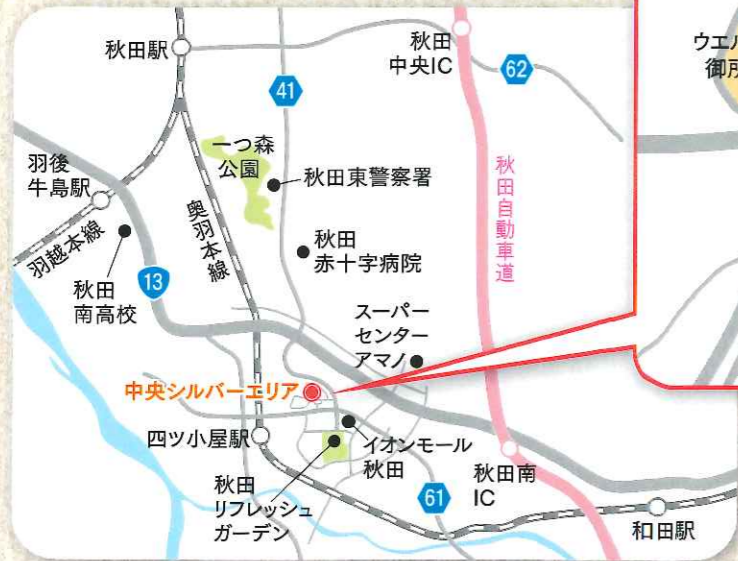 秋田駅
秋田
中央IC
ウエル
御所
41
62
一つ森
公園
秋田東警察署
羽後
牛島駅
奥羽本線
秋田自動車道
羽越本線
秋田
赤十字病院
秋田
南高校
13
スーパー
センター
アマノ
中央シルバーエリア
四ツ小屋駅
イオンモール
秋田
秋田
リフレッシュ
ガーデン
61
秋田南
IC
和田駅